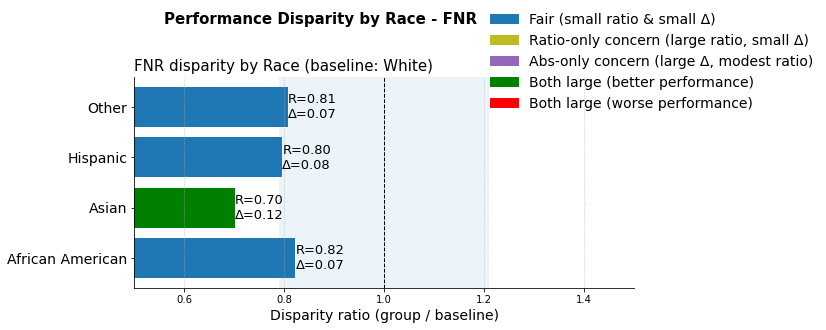 Performance Disparity by Race - FNR
Fair (small ratio & small Δ)
Ratio-only concern (large ratio, small Δ)
Abs-only concern (large Δ, modest ratio)
Both large (better performance)
Both large (worse performance)
FNR disparity by Race (baseline: White)
Other
R=0.81
Δ=0.07
Hispanic
R=0.80
Δ=0.08
Asian
R=0.70
Δ=0.12
African American
R=0.82
Δ=0.07
0.6 0.8 1.0 1.2 1.4
Disparity ratio (group / baseline)